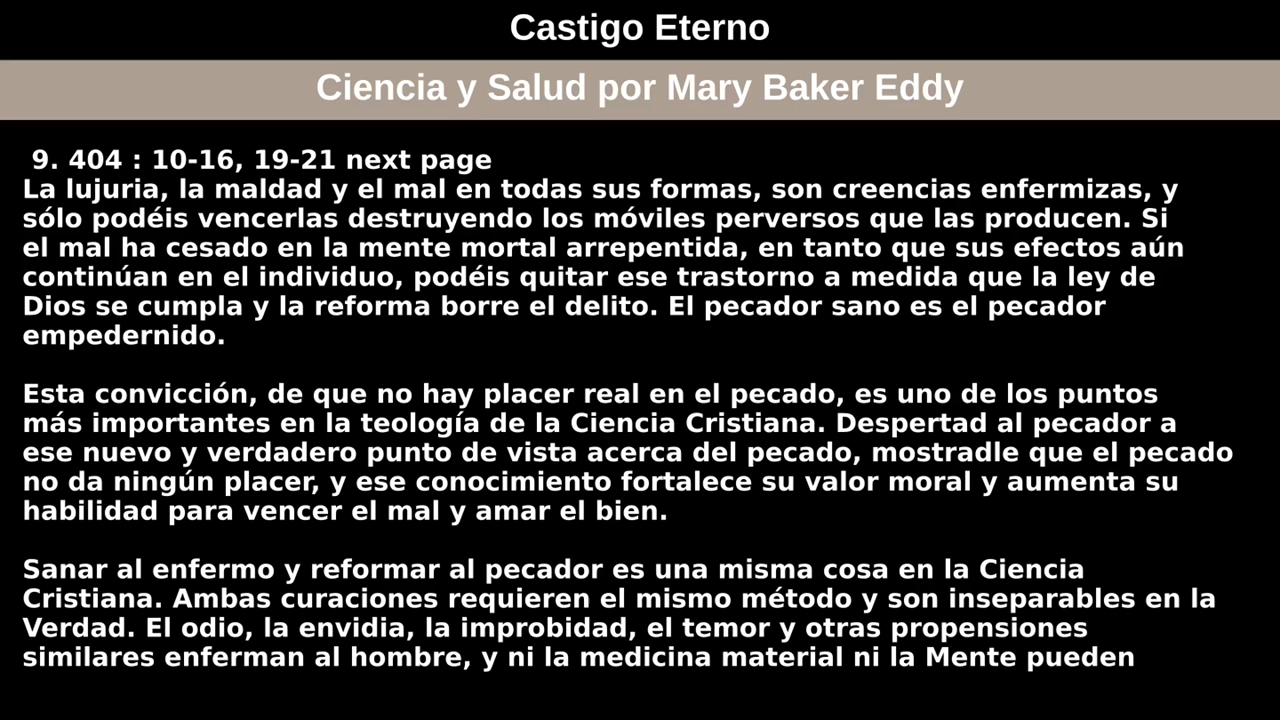 Castigo Eterno
Ciencia y Salud por Mary Baker Eddy
9. 404 : 10-16, 19-21 next page
La lujuria, la maldad y el mal en todas sus formas, son creencias enfermizas, y
sólo podéis vencerlas destruyendo los móviles perversos que las producen. Si
el mal ha cesado en la mente mortal arrepentida, en tanto que sus efectos aún
continúan en el individuo, podéis quitar ese trastorno a medida que la ley de
Dios se cumpla y la reforma borre el delito. El pecador sano es el pecador
empedernido.
Esta convicción, de que no hay placer real en el pecado, es uno de los puntos
más importantes en la teología de la Ciencia Cristiana. Despertad al pecador a
ese nuevo y verdadero punto de vista acerca del pecado, mostradle que el pecado
no da ningún placer, y ese conocimiento fortalece su valor moral y aumenta su
habilidad para vencer el mal y amar el bien.
Sanar al enfermo y reformar al pecador es una misma cosa en la Ciencia
Cristiana. Ambas curaciones requieren el mismo método y son inseparables en la
Verdad. El odio, la envidia, la improbidad, el temor y otras propensiones
similares enferman al hombre, y ni la medicina material ni la Mente pueden